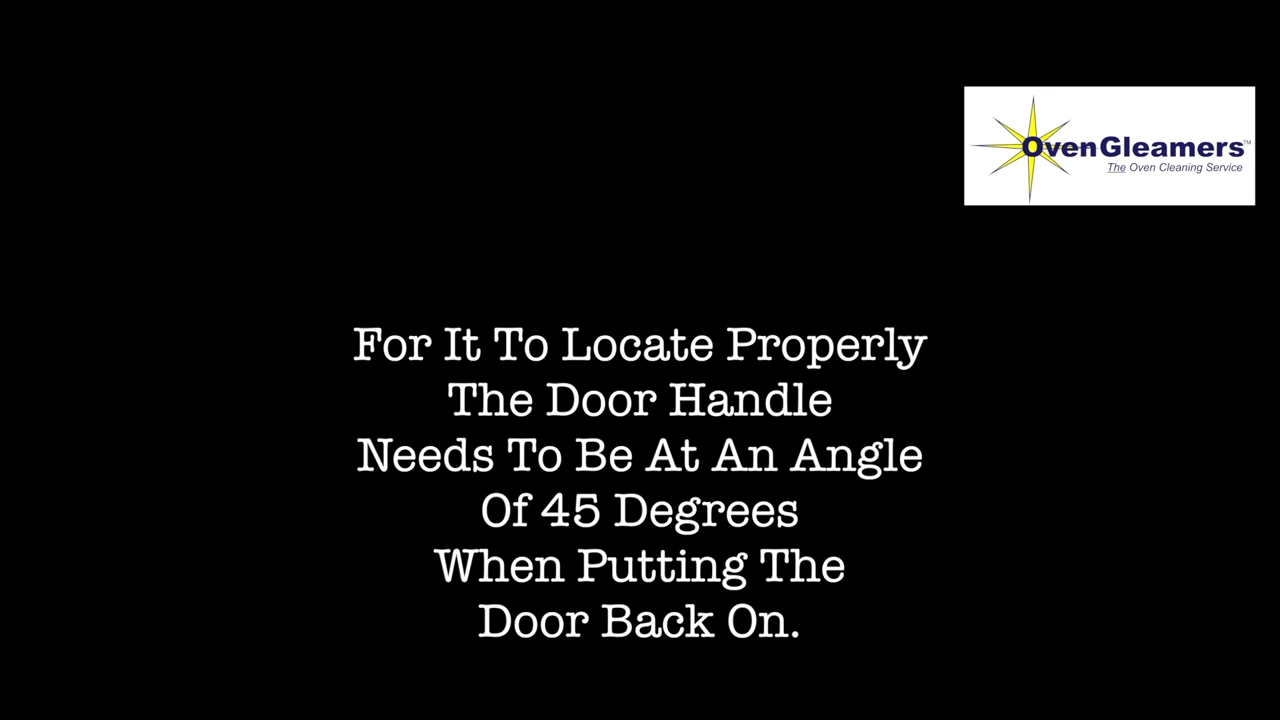 OvenGleamers™
The Oven Cleaning Service
For It To Locate Properly
The Door Handle
Needs To Be At An Angle
Of 45 Degrees
When Putting The
Door Back On.